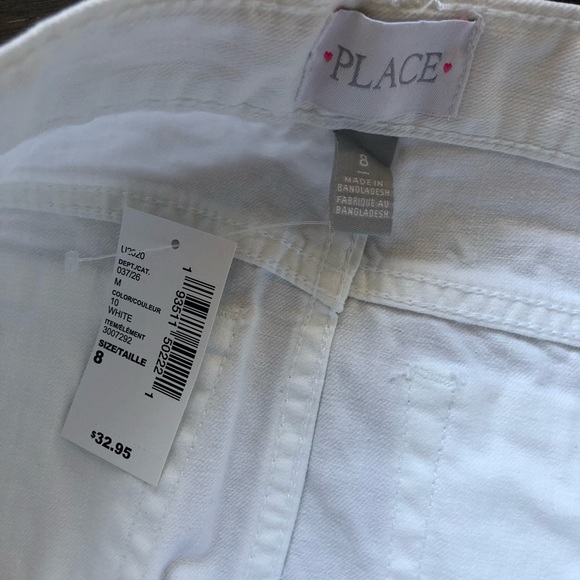 PLACE
8
MADE IN
BANGLADESH
FABRIQUÉ AU
BANGLADESH
DEPT./CAT.
037/26
M
COLOR/COULEUR
10
WHITE
ITEM/ÉLÉMENT
3007292
SIZE/TAILLE
8
$32.95
1 93511 50222 1